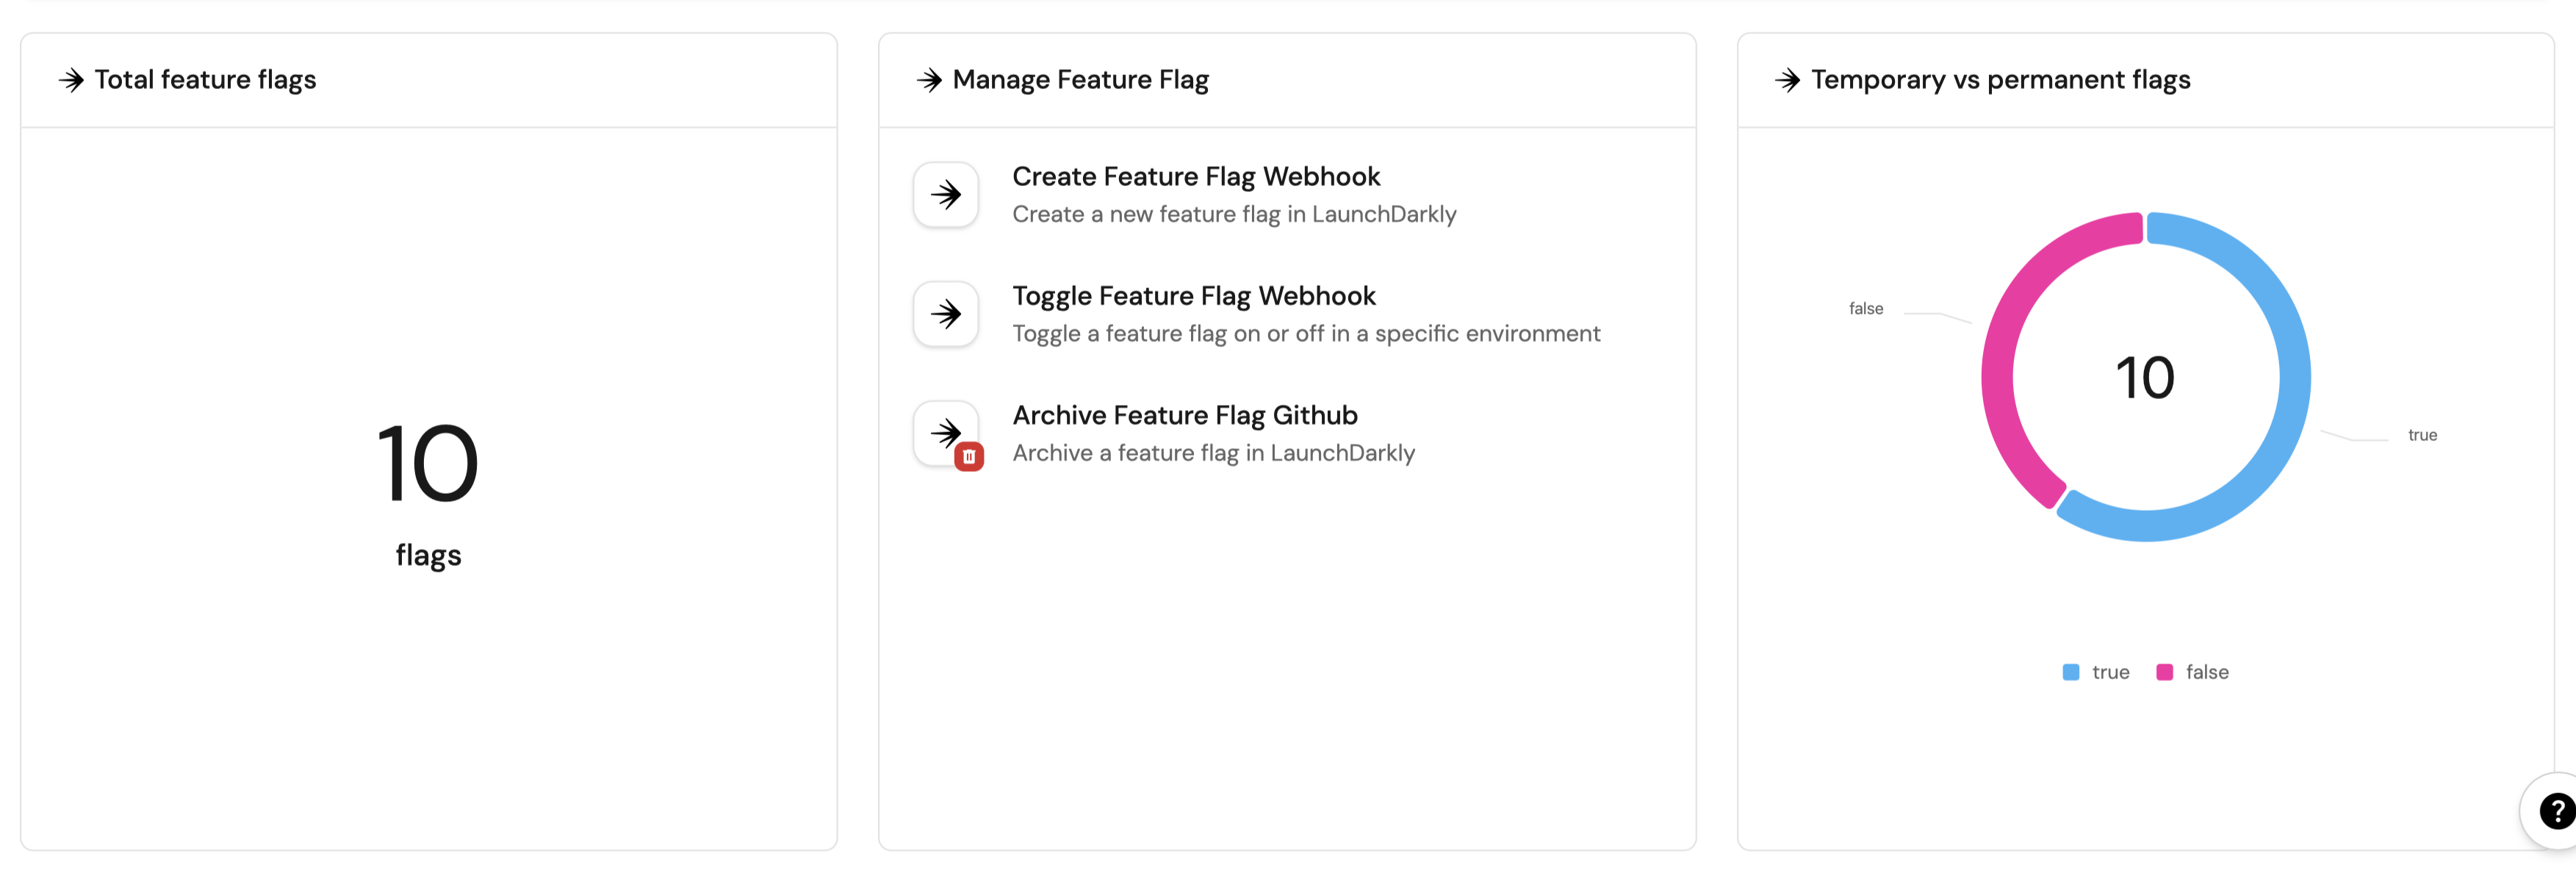 Total feature flags
10
flags
Manage Feature Flag
Create Feature Flag Webhook
Create a new feature flag in LaunchDarkly
Toggle Feature Flag Webhook
Toggle a feature flag on or off in a specific environment
Archive Feature Flag Github
Archive a feature flag in LaunchDarkly
Temporary vs permanent flags
false
10
true
true false
?